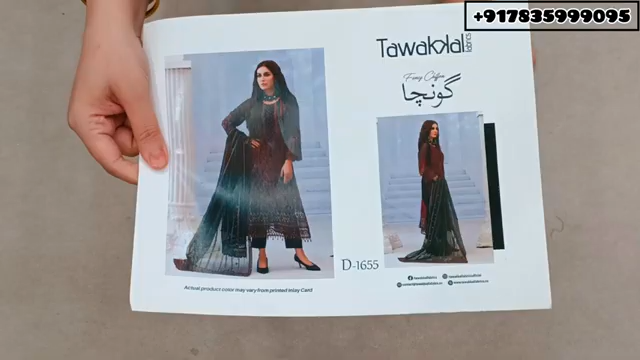 +917835999095
Tawakkal
fabrics
Fancy Chiffon
گونچا
D-1655
Actual product color may vary from printed Inlay Card